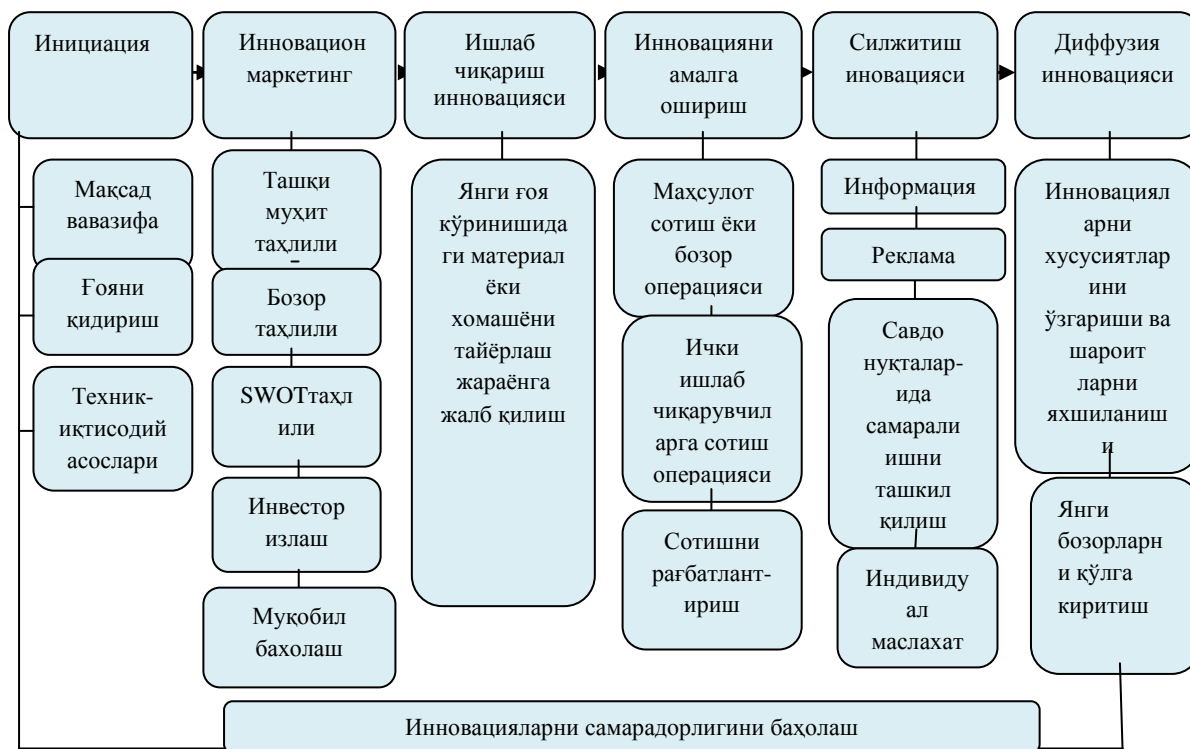 Инициация
Инновацион
маркетинг
Ишлаб
чиқариш
инновацияси
Инновацияни
амалга
ошириш
Силжитиш
иновацияси
Диффузия
инновацияси
Мақсад
вавазифа
Ғояни
қидириш
Техник-
иқтисодий
асослари
Ташқи
муҳит
таҳлили
Бозор
таҳлили
SWOTтаҳл
или
Инвестор
излаш
Муқобил
бахолаш
Янги ғоя
кўринишида
ги материал
ёки
хомашёни
тайёрлаш
жараёнга
жалб қилиш
Маҳсулот
сотиш ёки
бозор
операцияси
Ички
ишлаб
чиқарувчил
арга сотиш
операцияси
Сотишни
рағбатлант-
ириш
Информация
Реклама
Савдо
нуқталар-
ида
самарали
ишни
ташкил
қилиш
Индивиду
ал
маслахат
Инновациял
арни
хусусиятлар
ини
ўзгариши ва
шароит
ларни
яхшиланиш
и
Янги
бозорларн
и қўлга
киритиш
Инновацияларни самарадорлигини баҳолаш